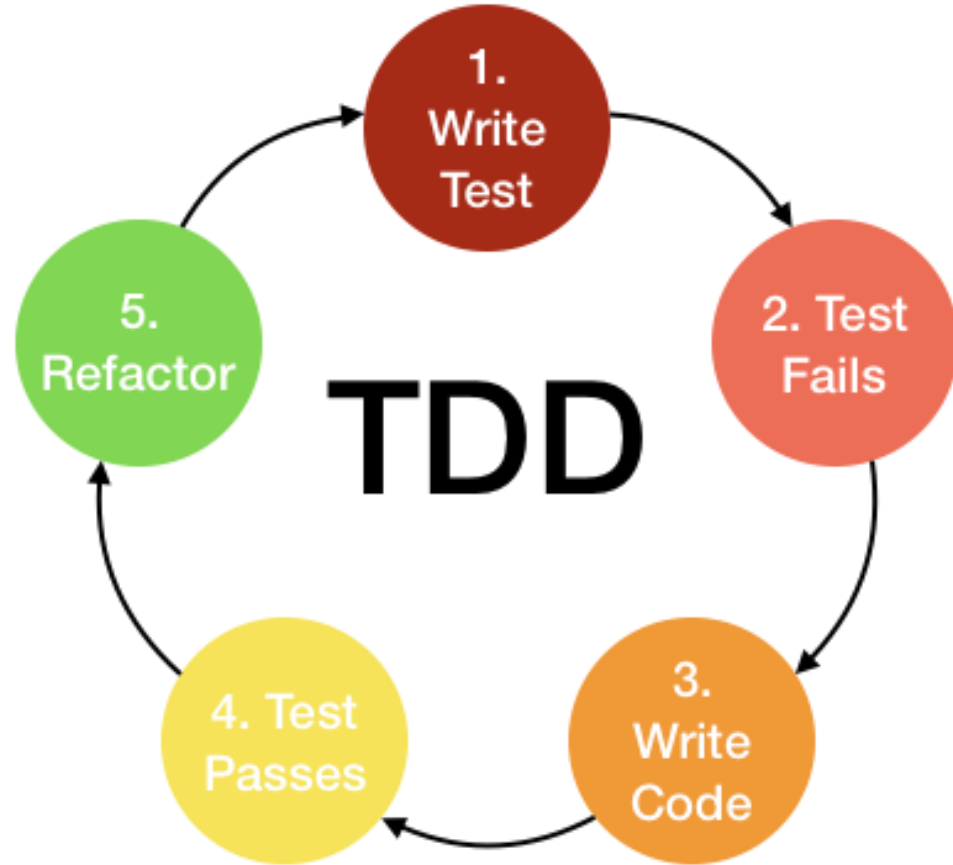 1.
Write
Test
2. Test
Fails
3.
Write
Code
4. Test
Passes
5.
Refactor
TDD